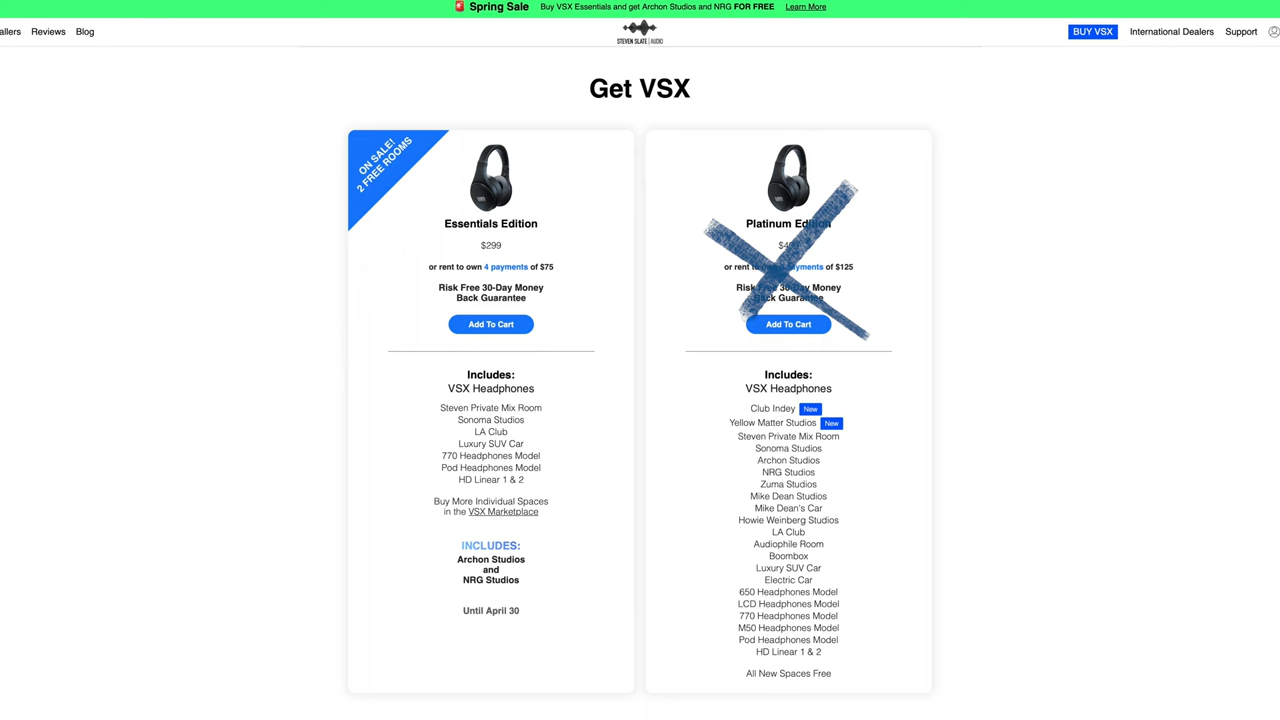 Spring Sale Buy VSX Essentials and get Archon Studios and NRG FOR FREE Learn More
Reviews Blog
STEVEN SLATE | AUDIO
BUY VSX International Dealers Support
Get VSX
ON SALE!
2 FREE ROOMS
Essentials Edition
$299
or rent to own 4 payments of $75
Risk Free 30-Day Money
Back Guarantee
Add To Cart
Includes:
VSX Headphones
Steven Private Mix Room
Sonoma Studios
LA Club
Luxury SUV Car
770 Headphones Model
Pod Headphones Model
HD Linear 1 & 2
Buy More Individual Spaces
in the VSX Marketplace
INCLUDES:
Archon Studios
and
NRG Studios
Until April 30
Platinum Edition
or rent to payments of $125
Risk Free 30-Day Money
Back Guarantee
Add To Cart
Includes:
VSX Headphones
Club Indey New
Yellow Matter Studios New
Steven Private Mix Room
Sonoma Studios
Archon Studios
NRG Studios
Zuma Studios
Mike Dean Studios
Mike Dean's Car
Howie Weinberg Studios
LA Club
Audiophile Room
Boombox
Luxury SUV Car
Electric Car
650 Headphones Model
LCD Headphones Model
770 Headphones Model
M50 Headphones Model
Pod Headphones Model
HD Linear 1 & 2
All New Spaces Free